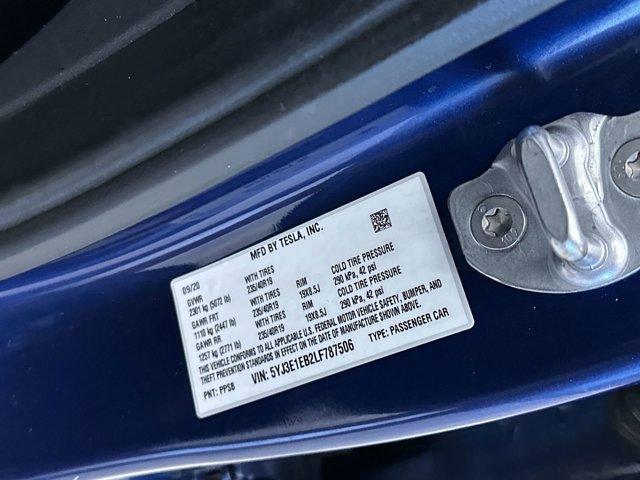 MFD BY TESLA, INC.
09/20
GVWR WITH TIRES RIM COLD TIRE PRESSURE
2301 kg (5072 lb) 235/40R19 19X8.5J 290 kPa, 42 psi
GAWR FRT WITH TIRES RIM COLD TIRE PRESSURE
1110 kg (2447 lb) 235/40R19 19X8.5J 290 kPa, 42 psi
GAWR RR
1257 kg (2771 lb) 235/40R19
THIS VEHICLE CONFORMS TO ALL APPLICABLE U.S. FEDERAL MOTOR VEHICLE SAFETY, BUMPER, AND
THEFT PREVENTION STANDARDS IN EFFECT ON THE DATE OF MANUFACTURE SHOWN ABOVE.
VIN: 5YJ3E1EB2LF787506 TYPE: PASSENGER CAR
PNT: PPSB